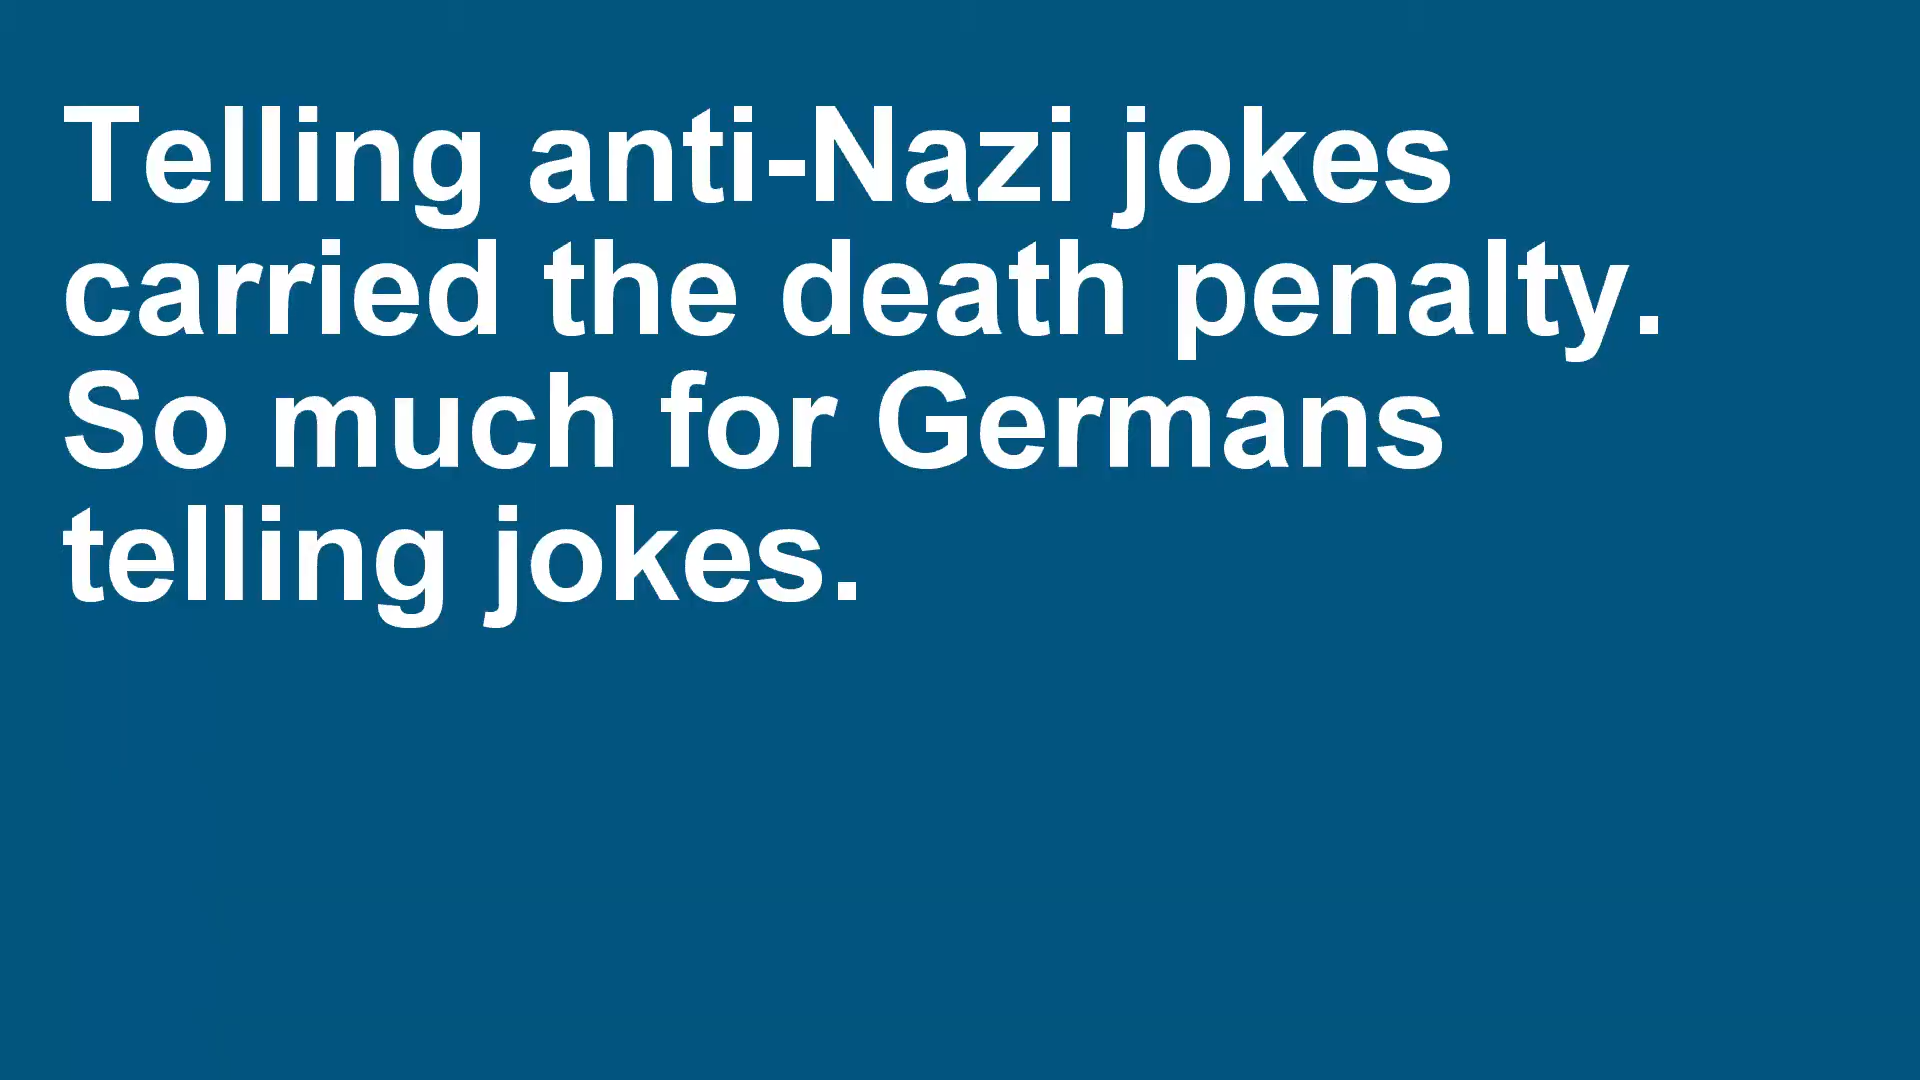 Telling anti-Nazi jokes
carried the death penalty.
So much for Germans
telling jokes.